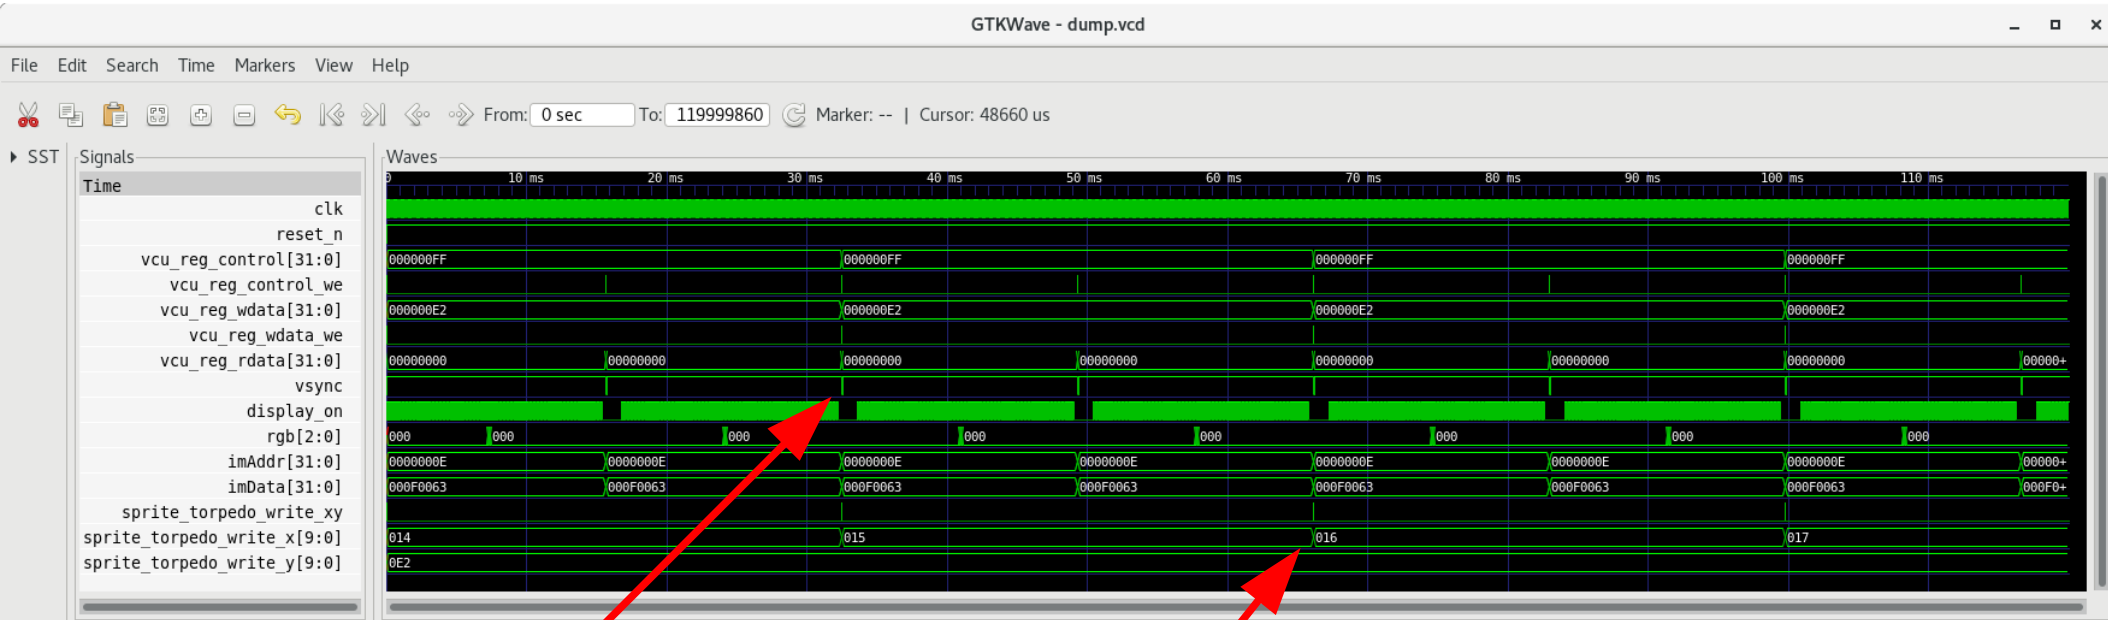 GTKWave - dump.vcd
File Edit Search Time Markers View Help
From: 0 sec To: 119999860 Marker: -- | Cursor: 48660 us
SST Signals Waves
Time 0 10 ms 20 ms 30 ms 40 ms 50 ms 60 ms 70 ms 80 ms 90 ms 100 ms 110 ms
clk
reset_n
vcu_reg_control[31:0] 000000FF 000000FF 000000FF 000000FF
vcu_reg_control_we
vcu_reg_wdata[31:0] 000000E2 000000E2 000000E2 000000E2
vcu_reg_wdata_we
vcu_reg_rdata[31:0] 00000000 00000000 00000000 00000000 00000000 00000000 00000000 00000+
vsync
display_on
rgb[2:0] 000 000 000 000 000 000 000 000
imAddr[31:0] 0000000E 0000000E 0000000E 0000000E 0000000E 0000000E 0000000E 00000+
imData[31:0] 000F0063 000F0063 000F0063 000F0063 000F0063 000F0063 000F0063 000F0+
sprite_torpedo_write_xy
sprite_torpedo_write_x[9:0] 014 015 016 017
sprite_torpedo_write_y[9:0] 0E2